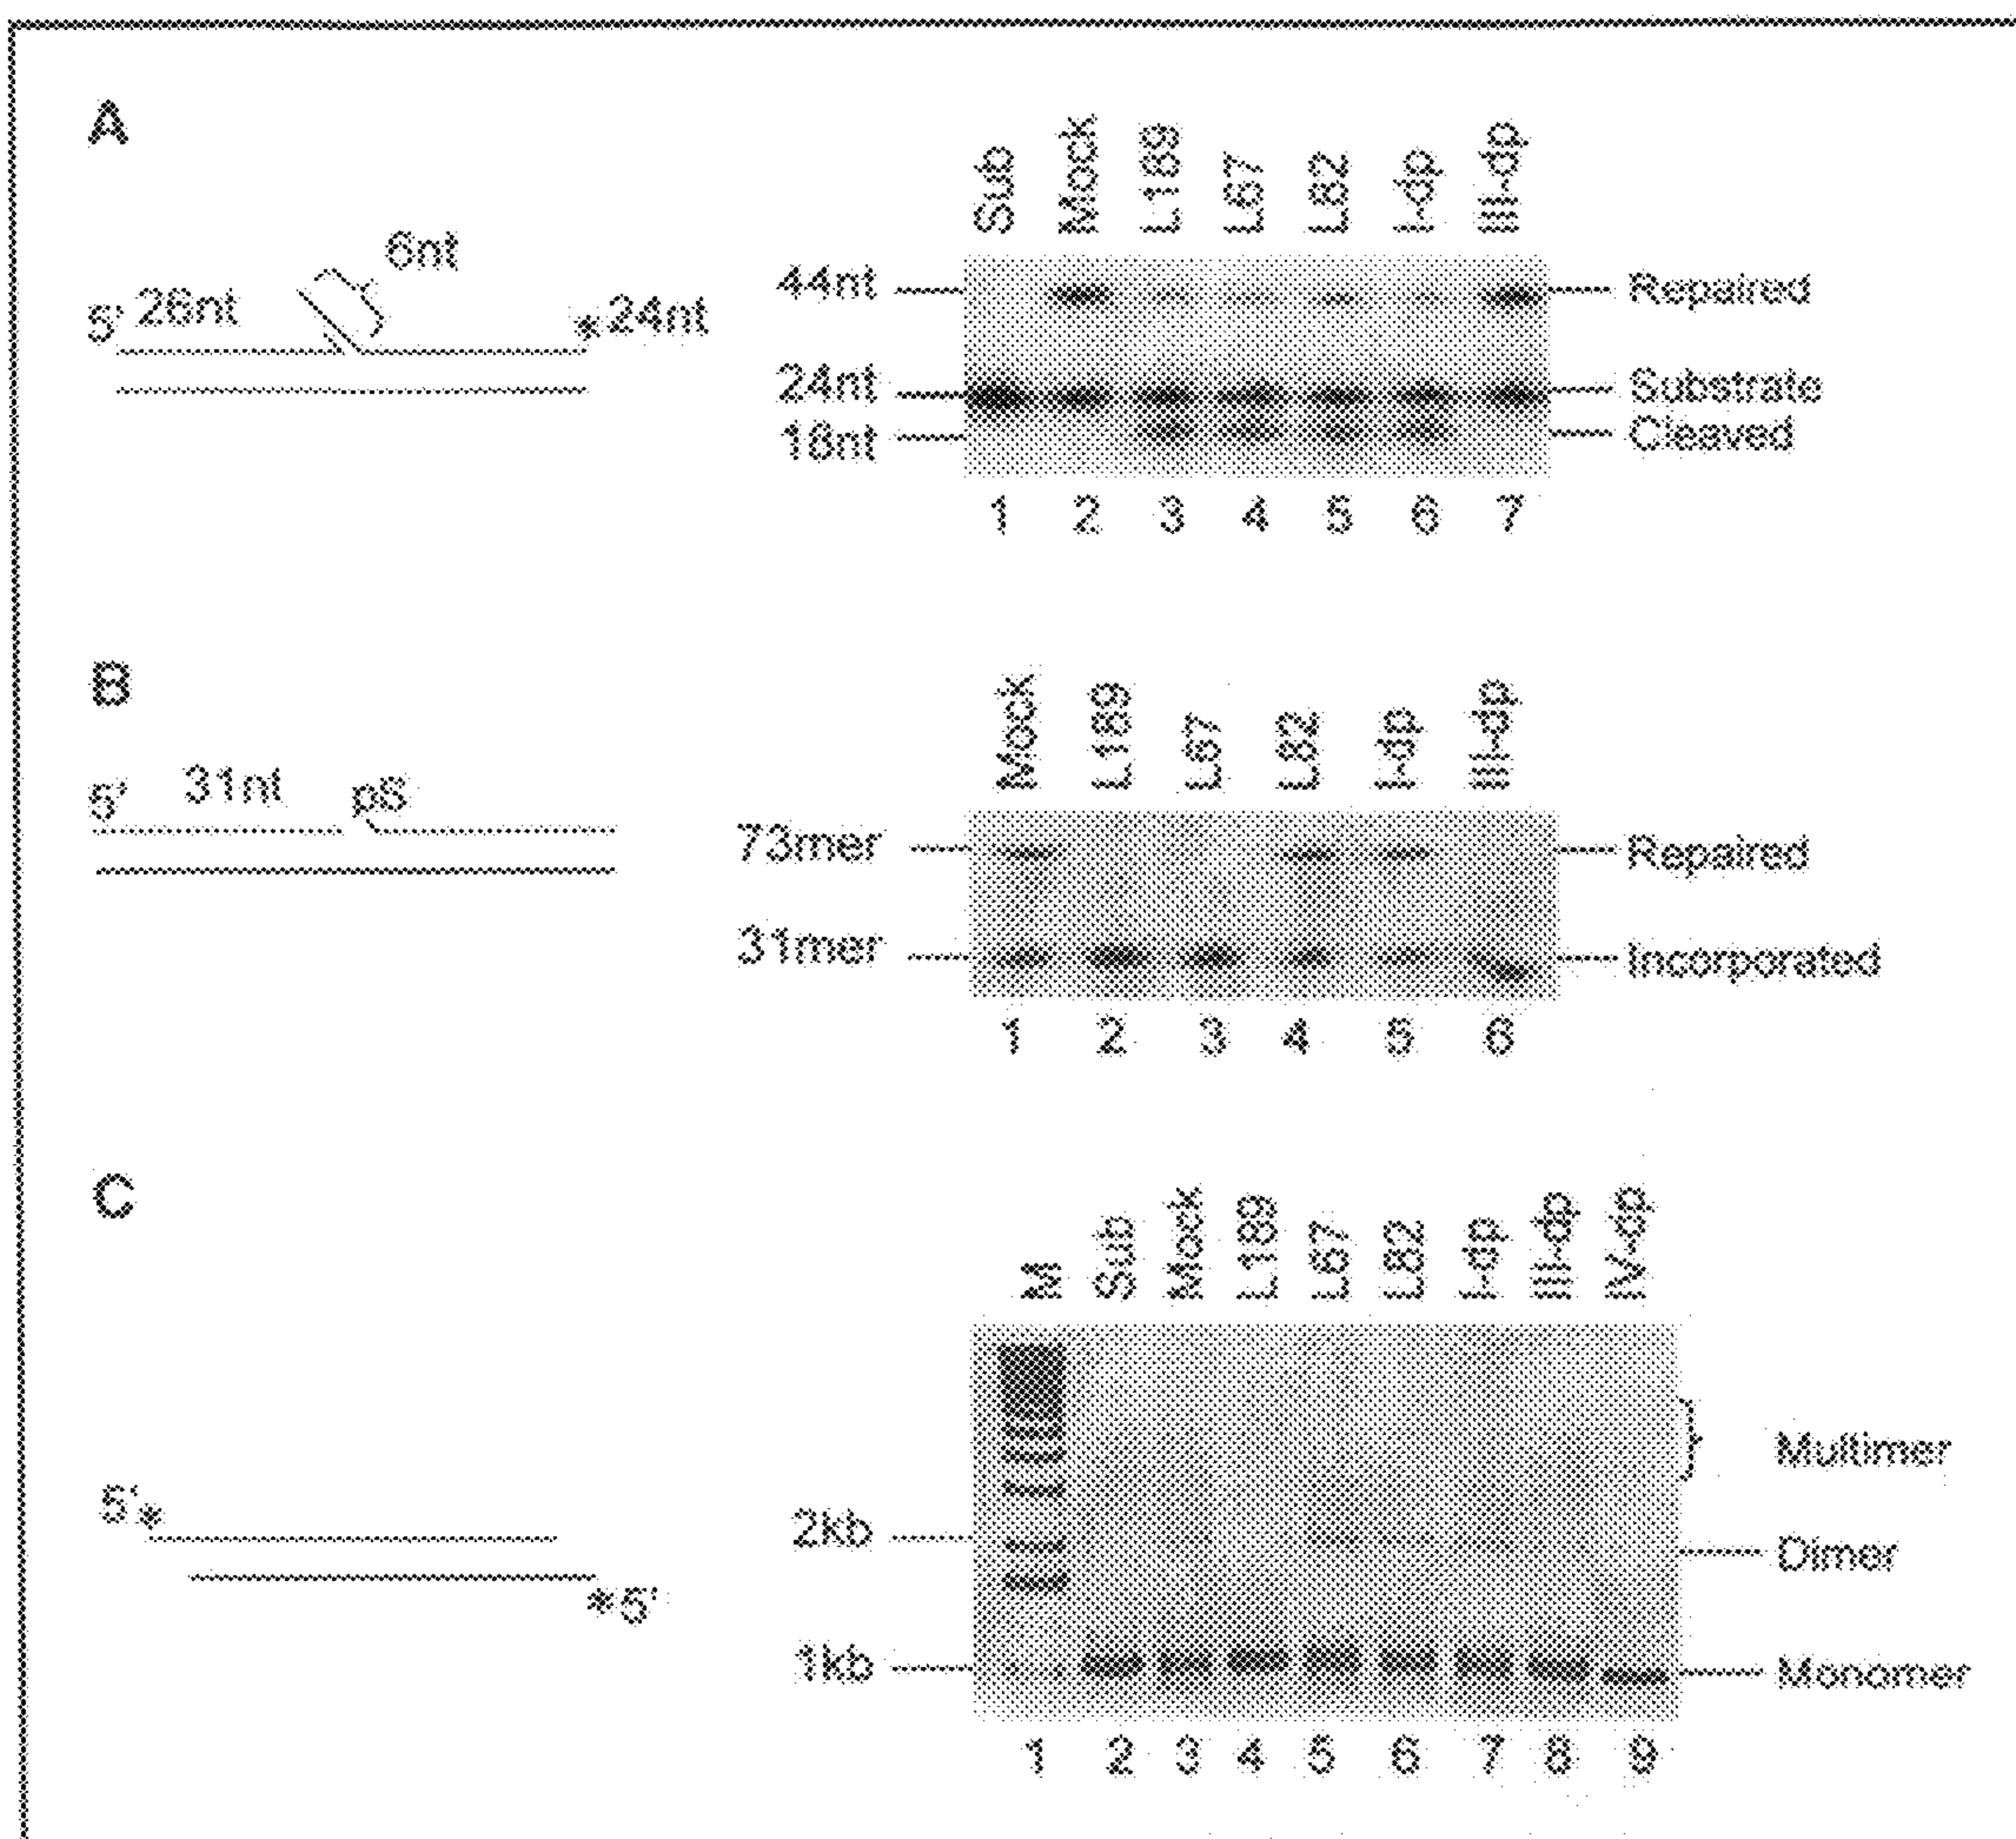 A
Sub Mock L189 L67 L82 I-dp III-dp
5' 26nt 6nt *24nt
44nt Repaired
24nt Substrate
18nt Cleaved
1 2 3 4 5 6 7
B
Mock L189 L67 L82 I-dp III-dp
5' 31nt pS
73mer Repaired
31mer Incorporated
1 2 3 4 5 6
C
M Sub Mock L189 L67 L82 I-dp III-dp IV-dp
Multimer
5'*
2kb Dimer
*5'
1kb Monomer
1 2 3 4 5 6 7 8 9